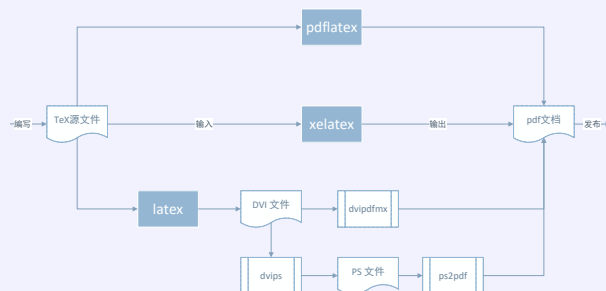 pdflatex
编写
TeX源文件
输入
xelatex
输出
pdf文档
发布
latex
DVI 文件
dvipdfmx
dvips
PS 文件
ps2pdf